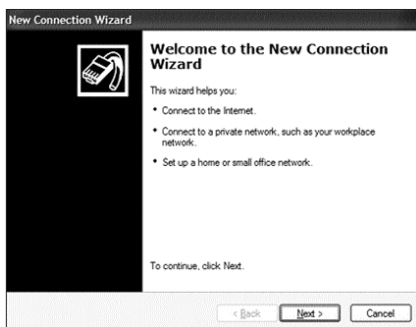 New Connection Wizard
Welcome to the New Connection
Wizard
This wizard helps you:
• Connect to the Internet.
• Connect to a private network, such as your workplace
network.
• Set up a home or small office network.
To continue, click Next.
< Back
Next >
Cancel